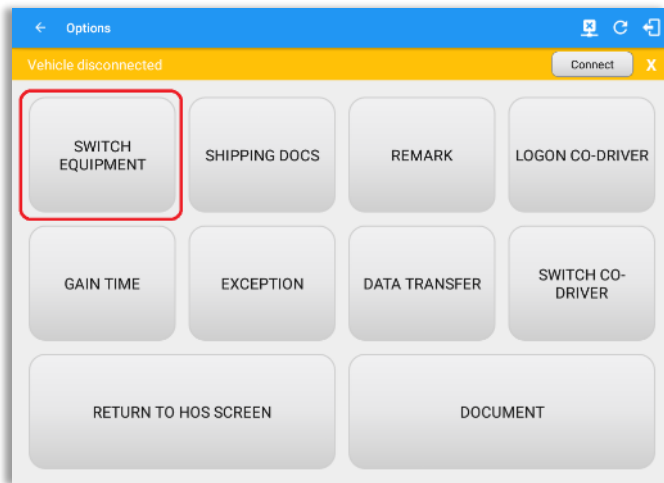 Options
Vehicle disconnected
Connect
X
SWITCH
EQUIPMENT
SHIPPING DOCS
REMARK
LOGON CO-DRIVER
GAIN TIME
EXCEPTION
DATA TRANSFER
SWITCH CO-
DRIVER
RETURN TO HOS SCREEN
DOCUMENT